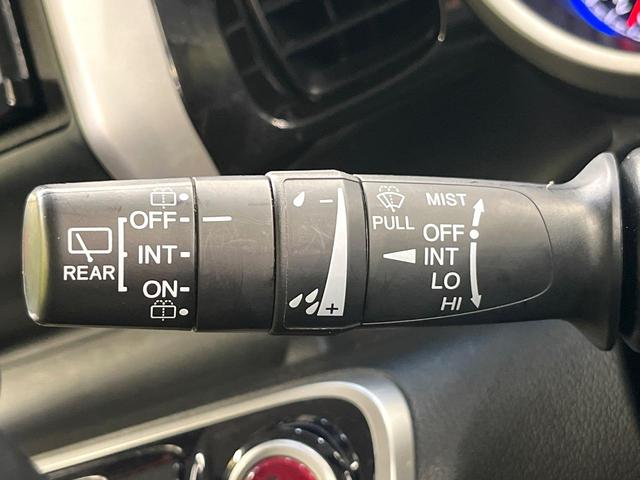 REAR
OFF
INT
ON
−
+
PULL
MIST
OFF
INT
LO
HI